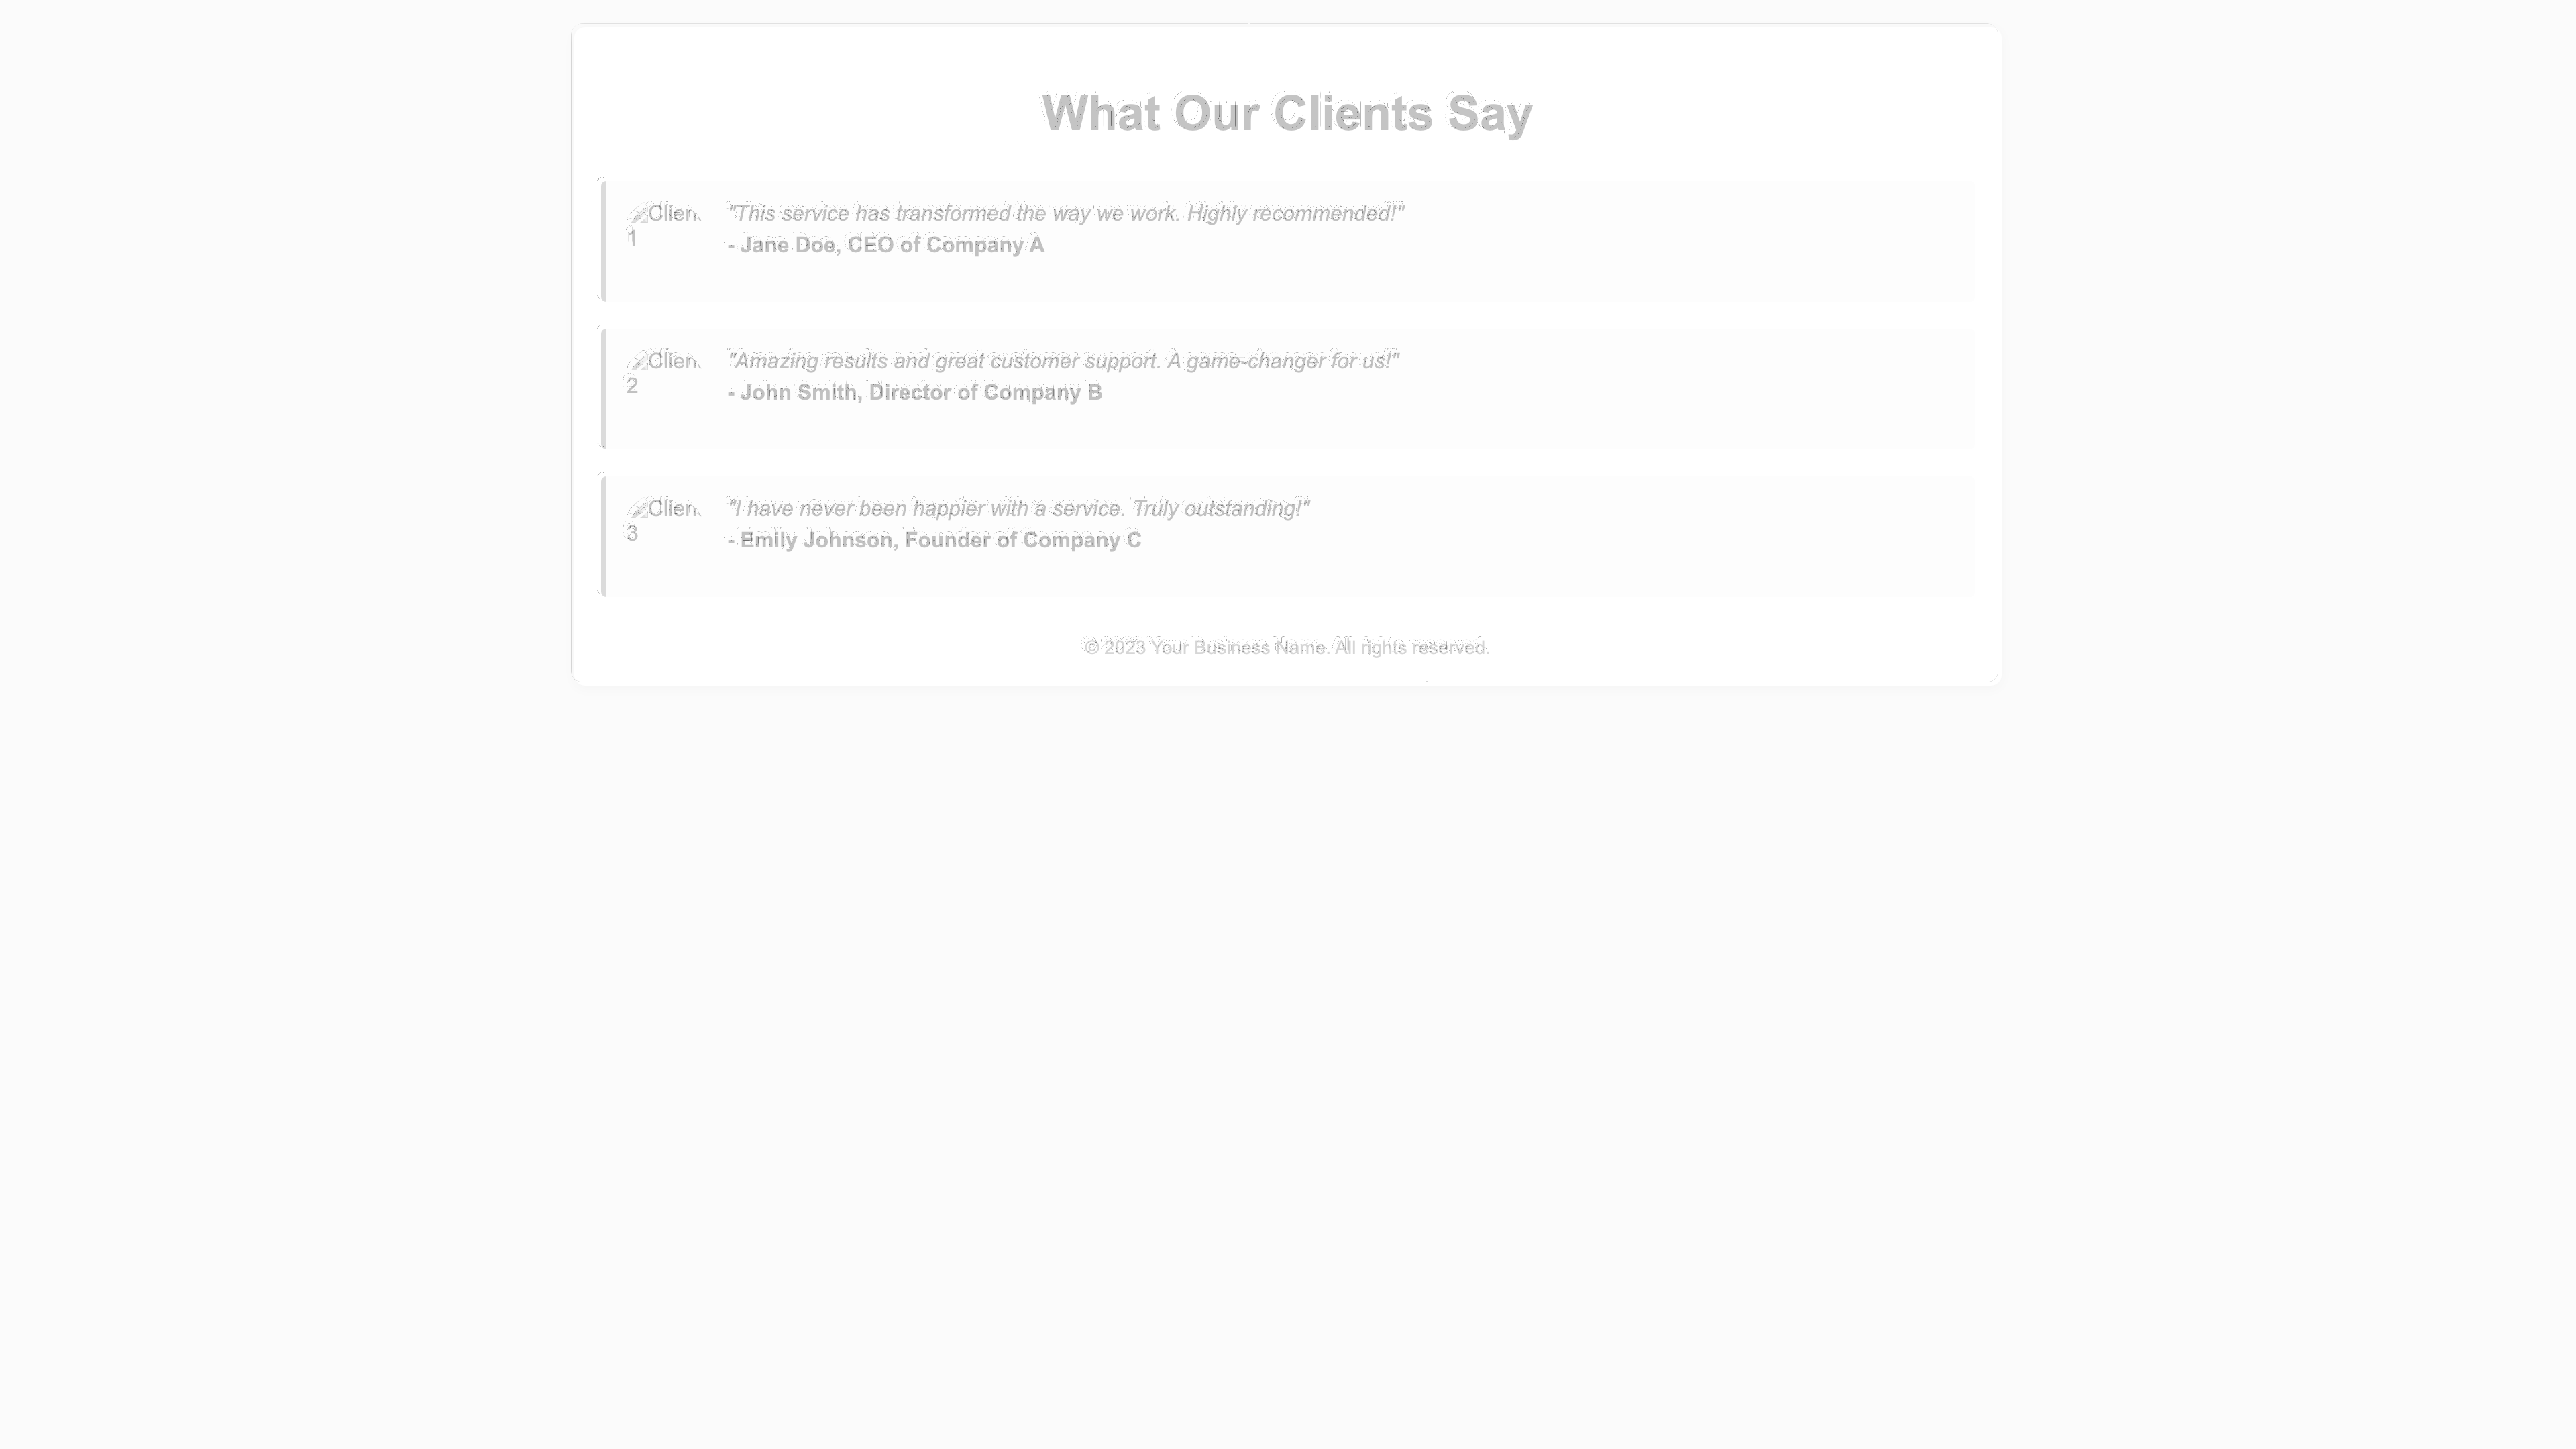 What Our Clients Say
Clien
1
"This service has transformed the way we work. Highly recommended!"
- Jane Doe, CEO of Company A
Clien
2
"Amazing results and great customer support. A game-changer for us!"
- John Smith, Director of Company B
Clien
3
"I have never been happier with a service. Truly outstanding!"
- Emily Johnson, Founder of Company C
© 2023 Your Business Name. All rights reserved.